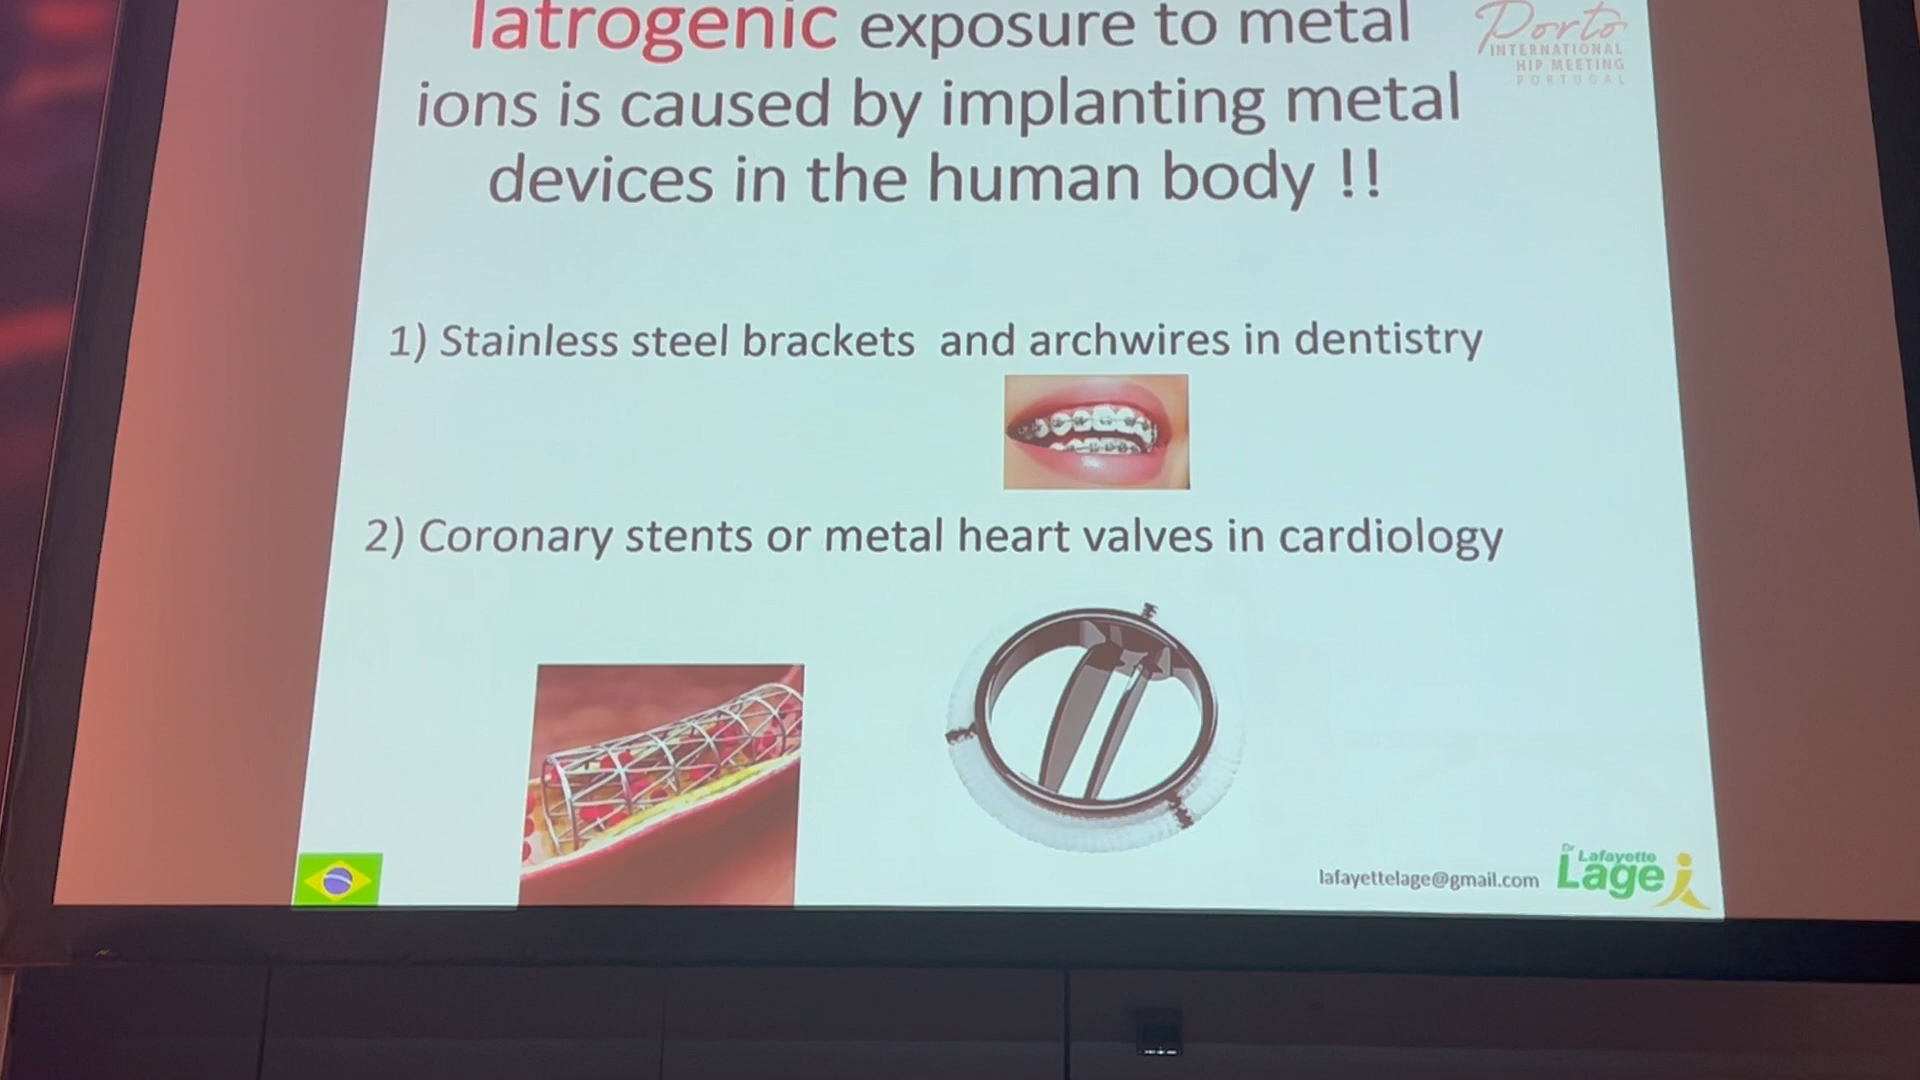 Iatrogenic exposure to metal
ions is caused by implanting metal
devices in the human body !!
Porto
INTERNATIONAL
HIP MEETING
PORTUGAL
1) Stainless steel brackets and archwires in dentistry
2) Coronary stents or metal heart valves in cardiology
lafayettelage@gmail.com
Dr Lafayette
Lage